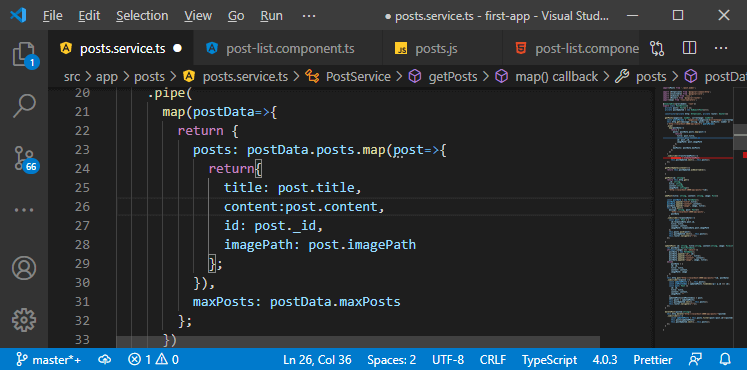 File Edit Selection View Go Run ··· posts.service.ts - first-app - Visual Stud...
posts.service.ts ● post-list.component.ts posts.js post-list.compone
src > app > posts > posts.service.ts > PostService > getPosts > map() callback > posts > postDa
20 .pipe(
21 map(postData=>{
22 return {
23 posts: postData.posts.map(post=>{
24 return{
25 title: post.title,
26 content:post.content,
27 id: post._id,
28 imagePath: post.imagePath
29 };
30 }),
31 maxPosts: postData.maxPosts
32 };
33 })
1
66
master*+ 1 0 Ln 26, Col 36 Spaces: 2 UTF-8 CRLF TypeScript 4.0.3 Prettier